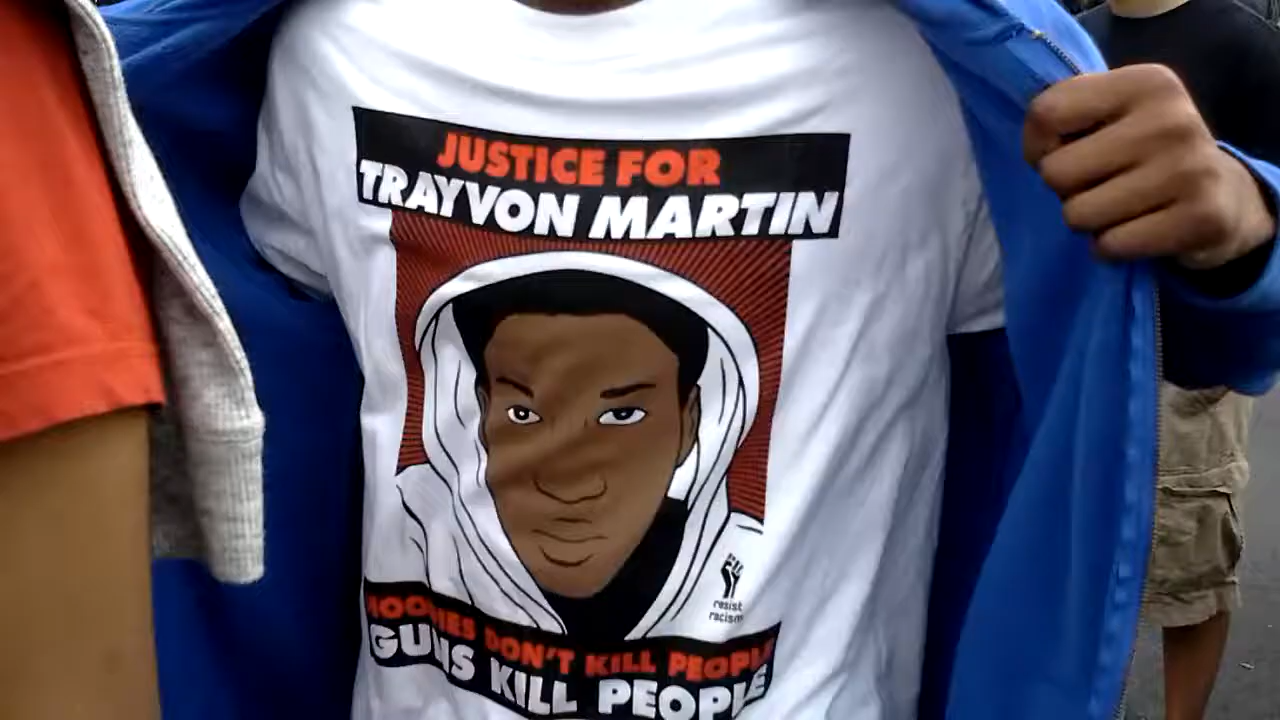 JUSTICE FOR
TRAYVON MARTIN
resist
racism
HOODIES DON'T KILL PEOPLE
GUNS KILL PEOPLE